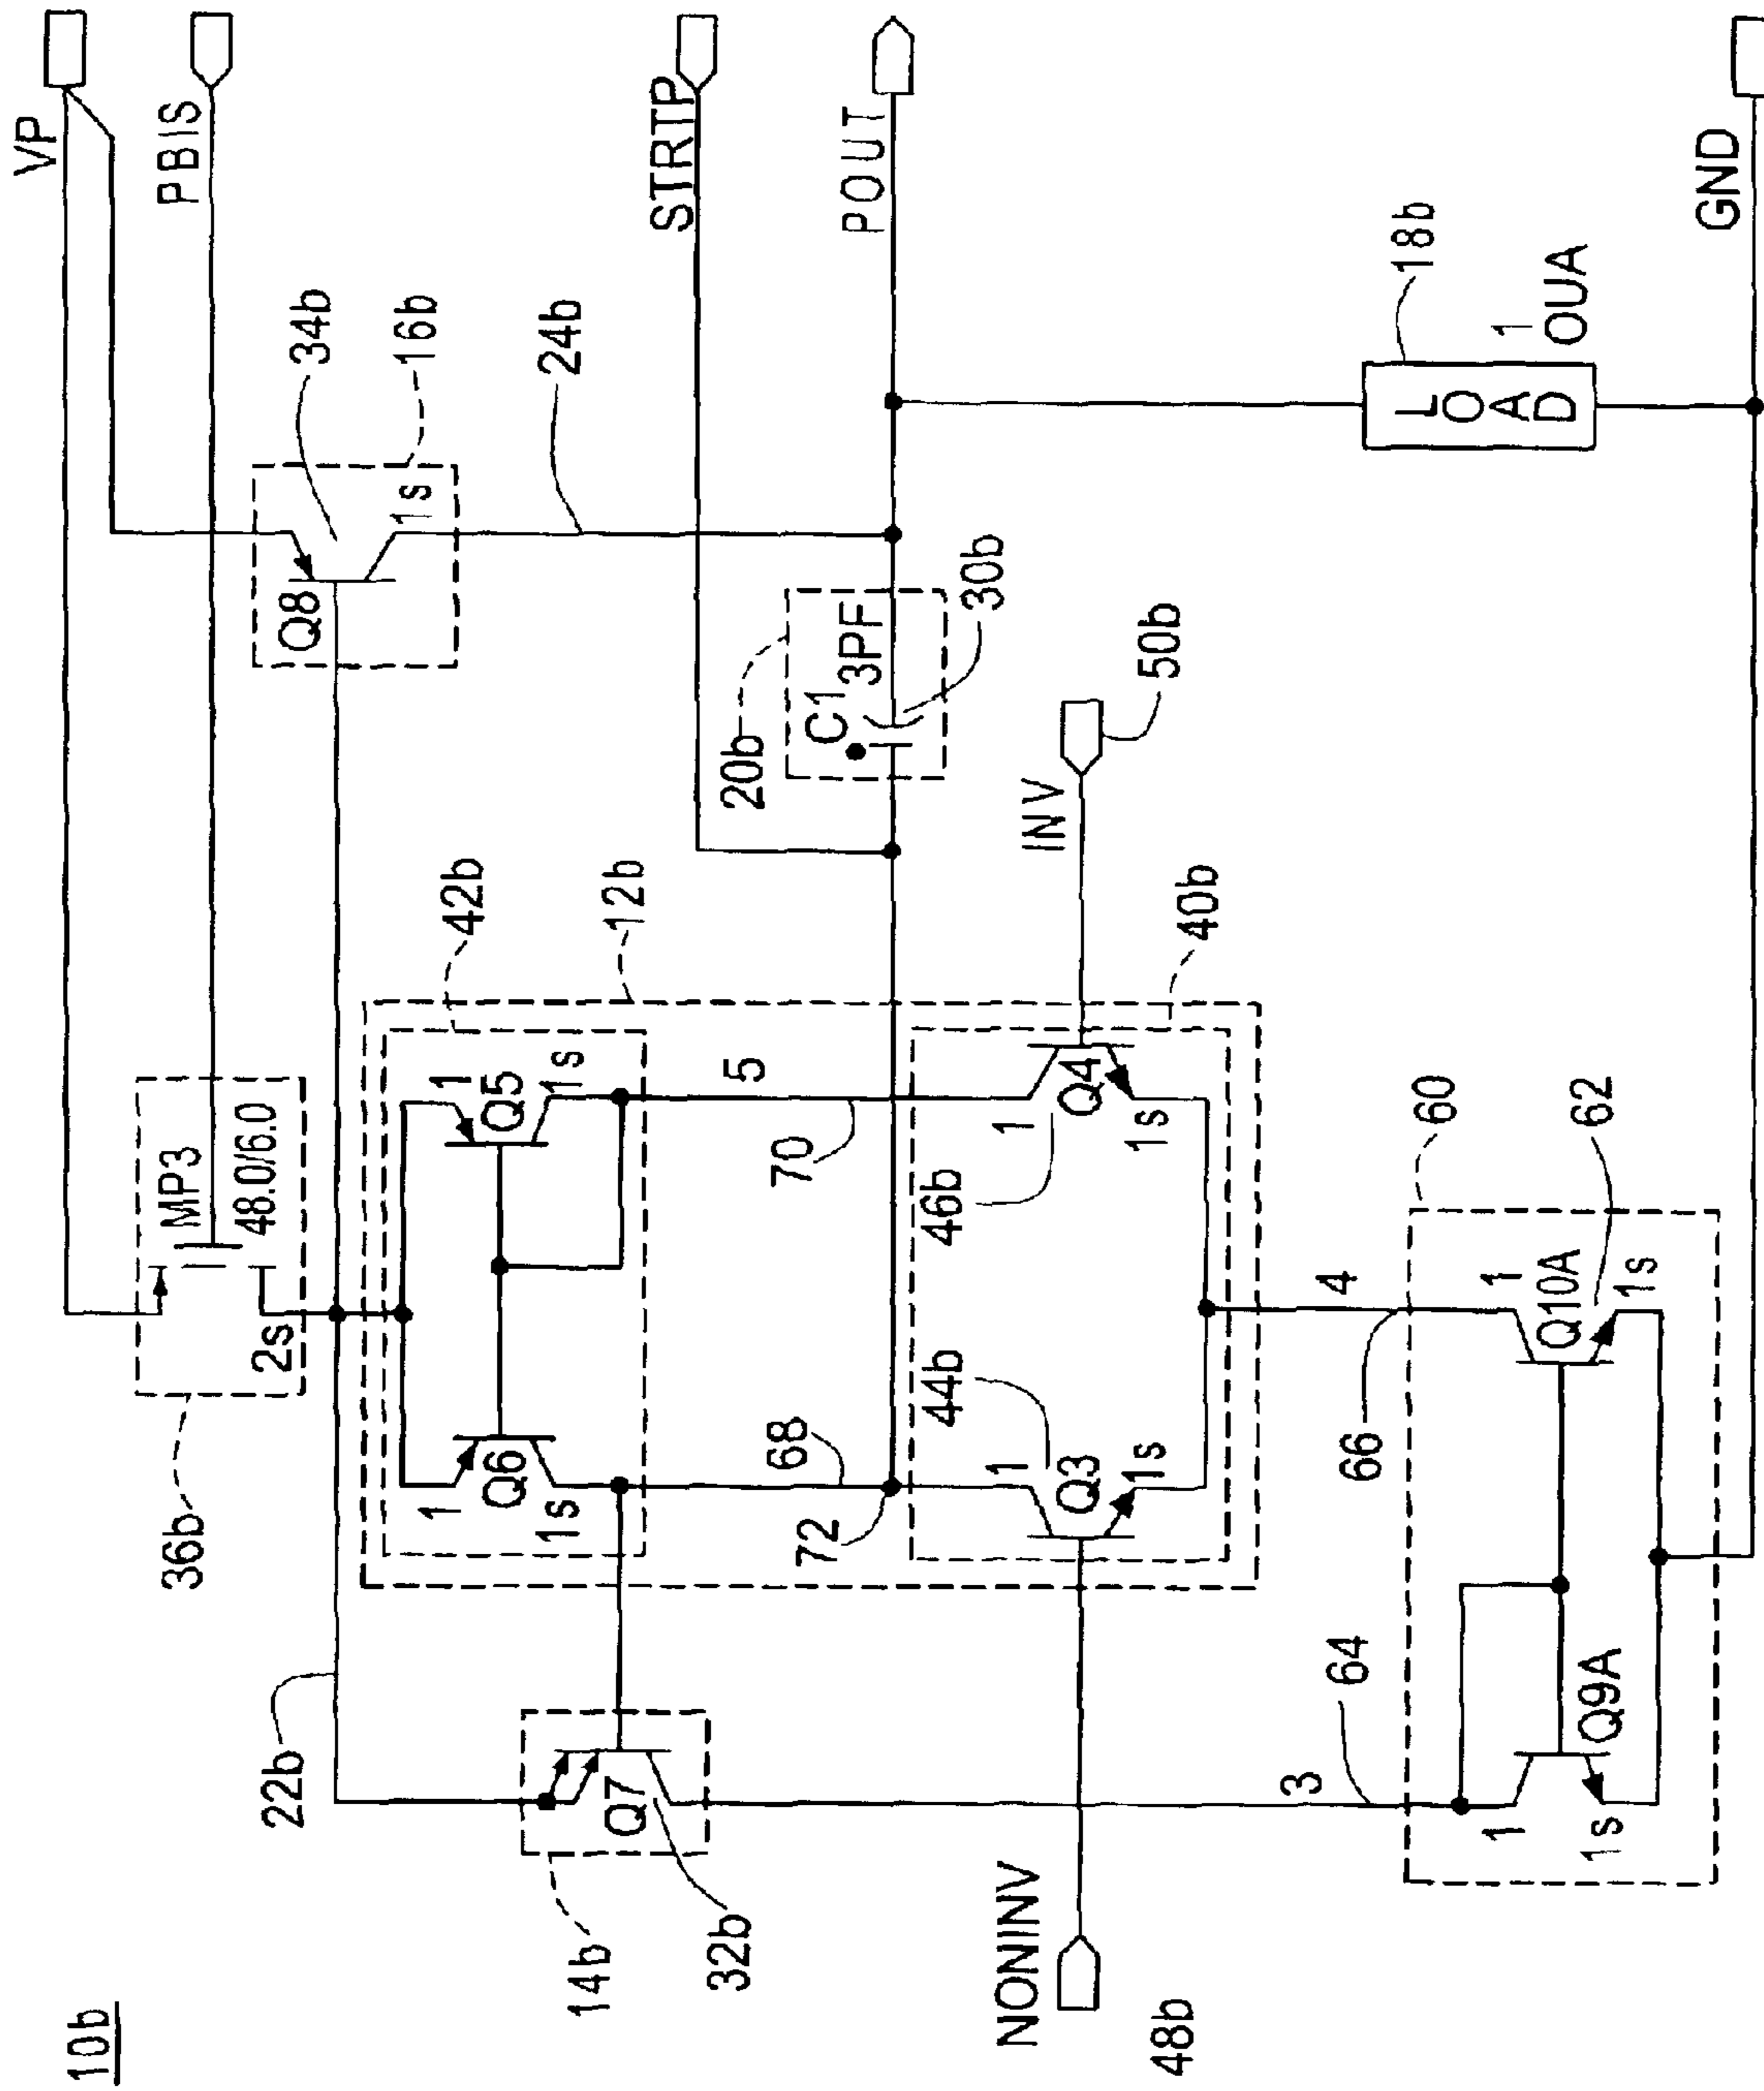 10b
VP
PBIS
STRTP
POUT
GND
36b
MP3
48.0/6.0
2s
34b
16b
Q8
1s
24b
22b
42b
12b
1
Q5
1s
1
Q6
1s
14b
Q7
32b
20b
C1
3PF
30b
5
70
68
72
INV
50b
40b
44b
Q3
1
1s
46b
Q4
1
1s
NONINV
48b
18b
LOAD
1
OUA
3
64
4
66
60
62
Q10A
1
1s
Q9A
1
1s